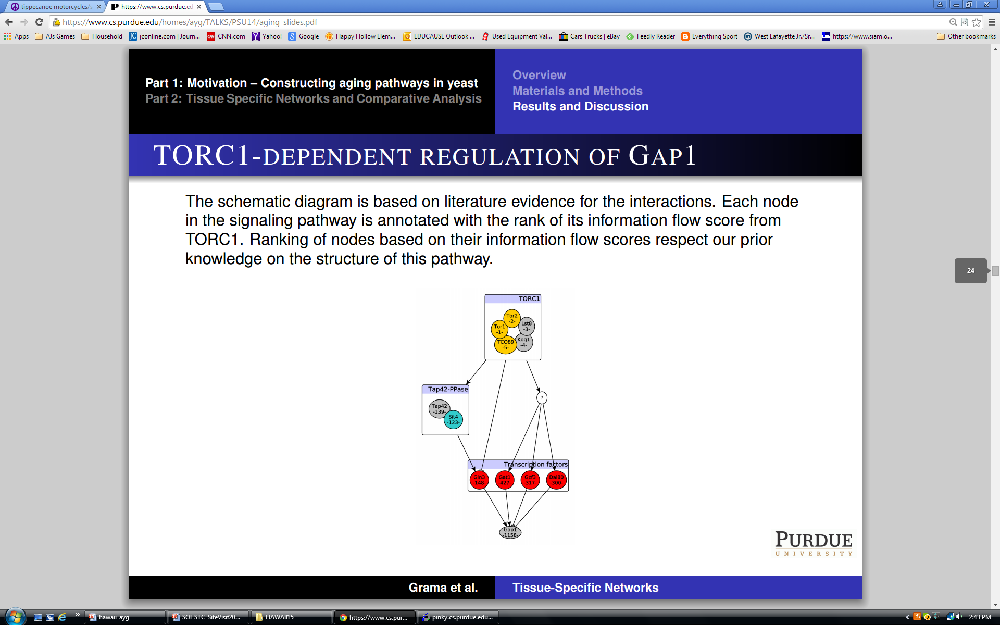 tippecanoe motorcycles/s
https://www.cs.purdue.ed
https://www.cs.purdue.edu/homes/ayg/TALKS/PSU14/aging_slides.pdf
Apps AJs Games Household jconline.com | Journ... CNN.com Yahoo! Google Happy Hollow Elem... EDUCAUSE Outlook ... Used Equipment Val... Cars Trucks | eBay Feedly Reader Everything Sport West Lafayette Jr./Sr... https://www.siam.o... Other bookmarks
Part 1: Motivation – Constructing aging pathways in yeast
Part 2: Tissue Specific Networks and Comparative Analysis
Overview
Materials and Methods
Results and Discussion
TORC1-DEPENDENT REGULATION OF GAP1
The schematic diagram is based on literature evidence for the interactions. Each node
in the signaling pathway is annotated with the rank of its information flow score from
TORC1. Ranking of nodes based on their information flow scores respect our prior
knowledge on the structure of this pathway.
24
TORC1
Tor2
-2-
Lst8
-3-
Tor1
-1-
Kog1
-4-
TCO89
-5-
Tap42-PPase
Tap42
-139-
Sit4
-123-
?
Transcription factors
Gln3
-148-
Gat1
-427-
Gzf3
-317-
Dal80
-300-
Gap1
-1158-
PURDUE
UNIVERSITY
Grama et al.
Tissue-Specific Networks
hawaii_ayg
SOI_STC_SiteVisit20...
HAWAII15
https://www.cs.pur...
pinky.cs.purdue.edu...
2:43 PM